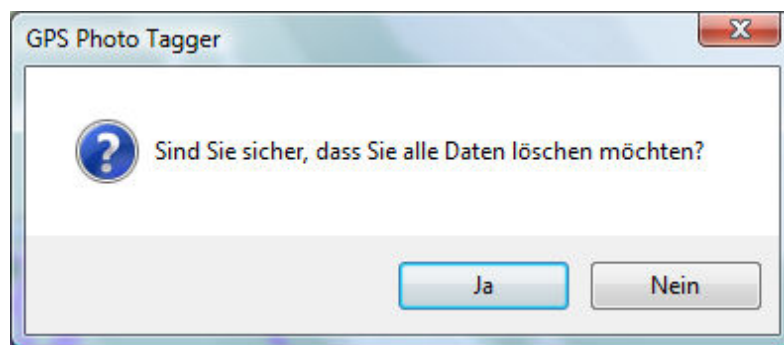 GPS Photo Tagger
Sind Sie sicher, dass Sie alle Daten löschen möchten?
Ja
Nein